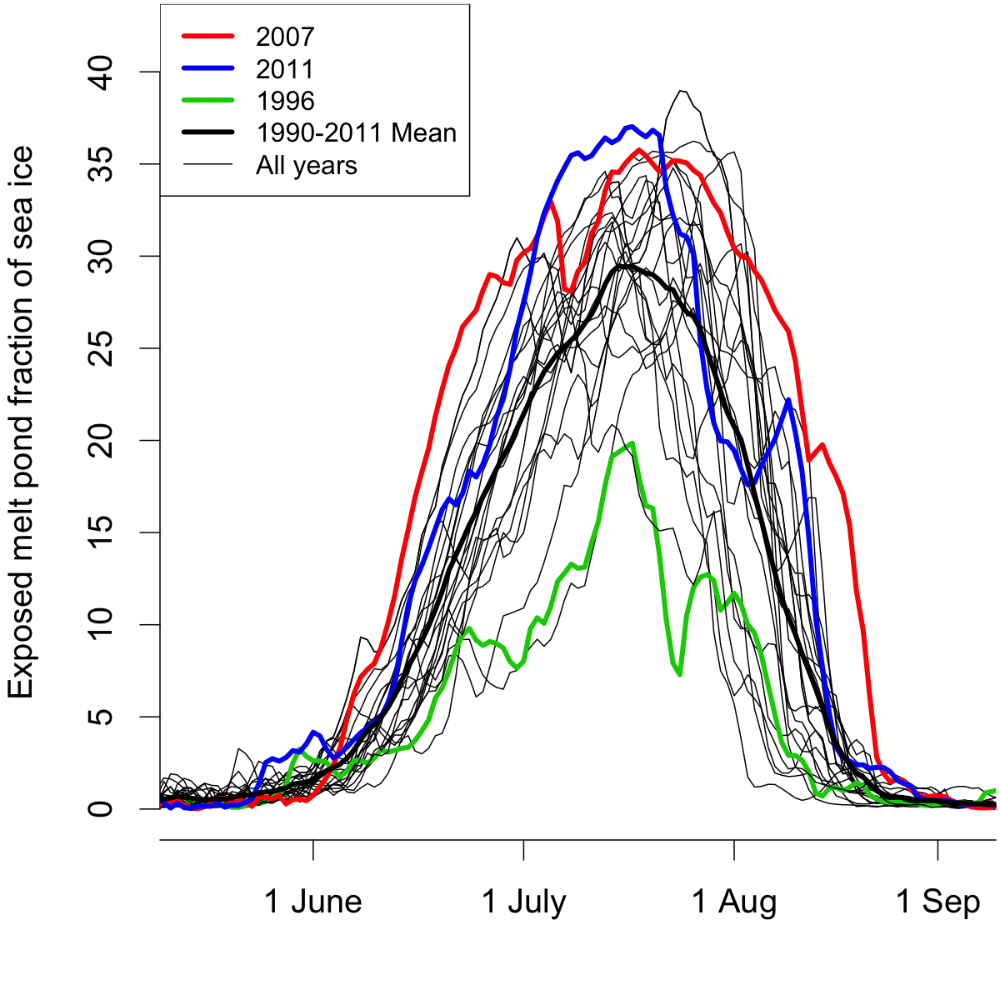 2007
2011
1996
1990-2011 Mean
All years
Exposed melt pond fraction of sea ice
40
35
30
25
20
15
10
5
0
1 June
1 July
1 Aug
1 Sep